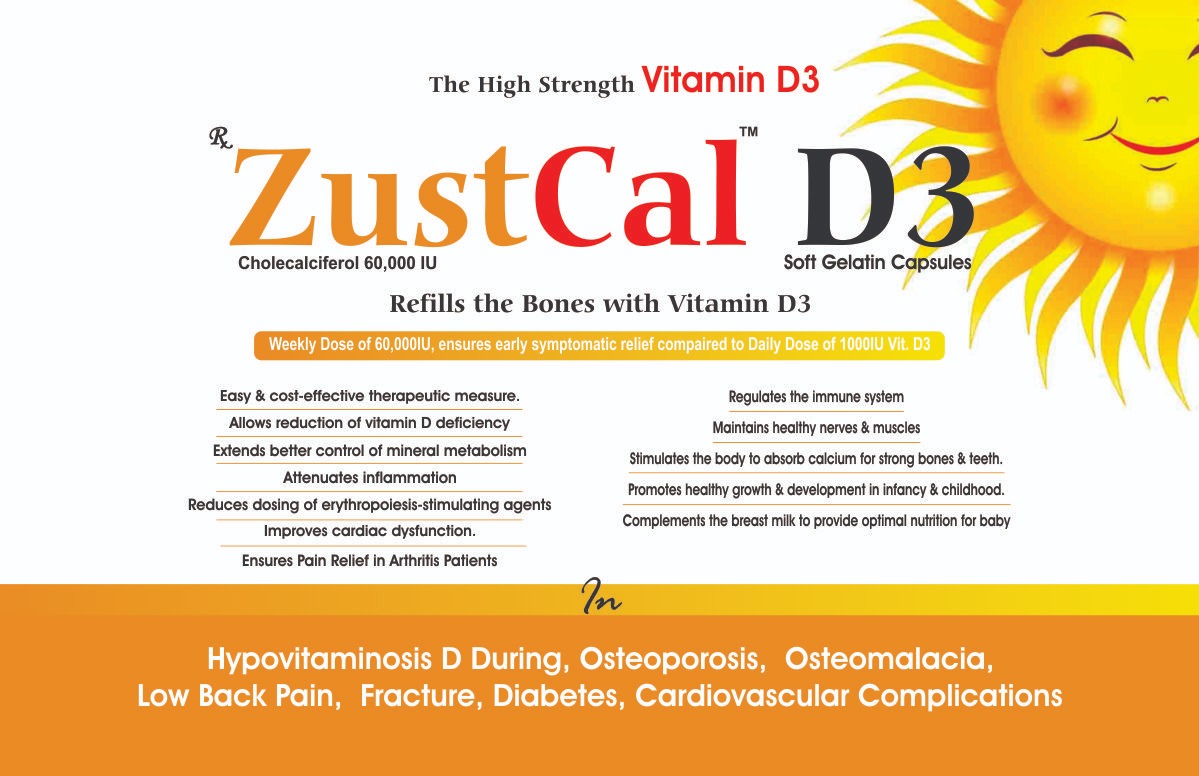 The High Strength Vitamin D3
Rx ZustCal™ D3
Cholecalciferol 60,000 IU
Soft Gelatin Capsules
Refills the Bones with Vitamin D3
Weekly Dose of 60,000IU, ensures early symptomatic relief compaired to Daily Dose of 1000IU Vit. D3
Easy & cost-effective therapeutic measure.
Allows reduction of vitamin D deficiency
Extends better control of mineral metabolism
Attenuates inflammation
Reduces dosing of erythropoiesis-stimulating agents
Improves cardiac dysfunction.
Ensures Pain Relief in Arthritis Patients
Regulates the immune system
Maintains healthy nerves & muscles
Stimulates the body to absorb calcium for strong bones & teeth.
Promotes healthy growth & development in infancy & childhood.
Complements the breast milk to provide optimal nutrition for baby
In
Hypovitaminosis D During, Osteoporosis, Osteomalacia,
Low Back Pain, Fracture, Diabetes, Cardiovascular Complications